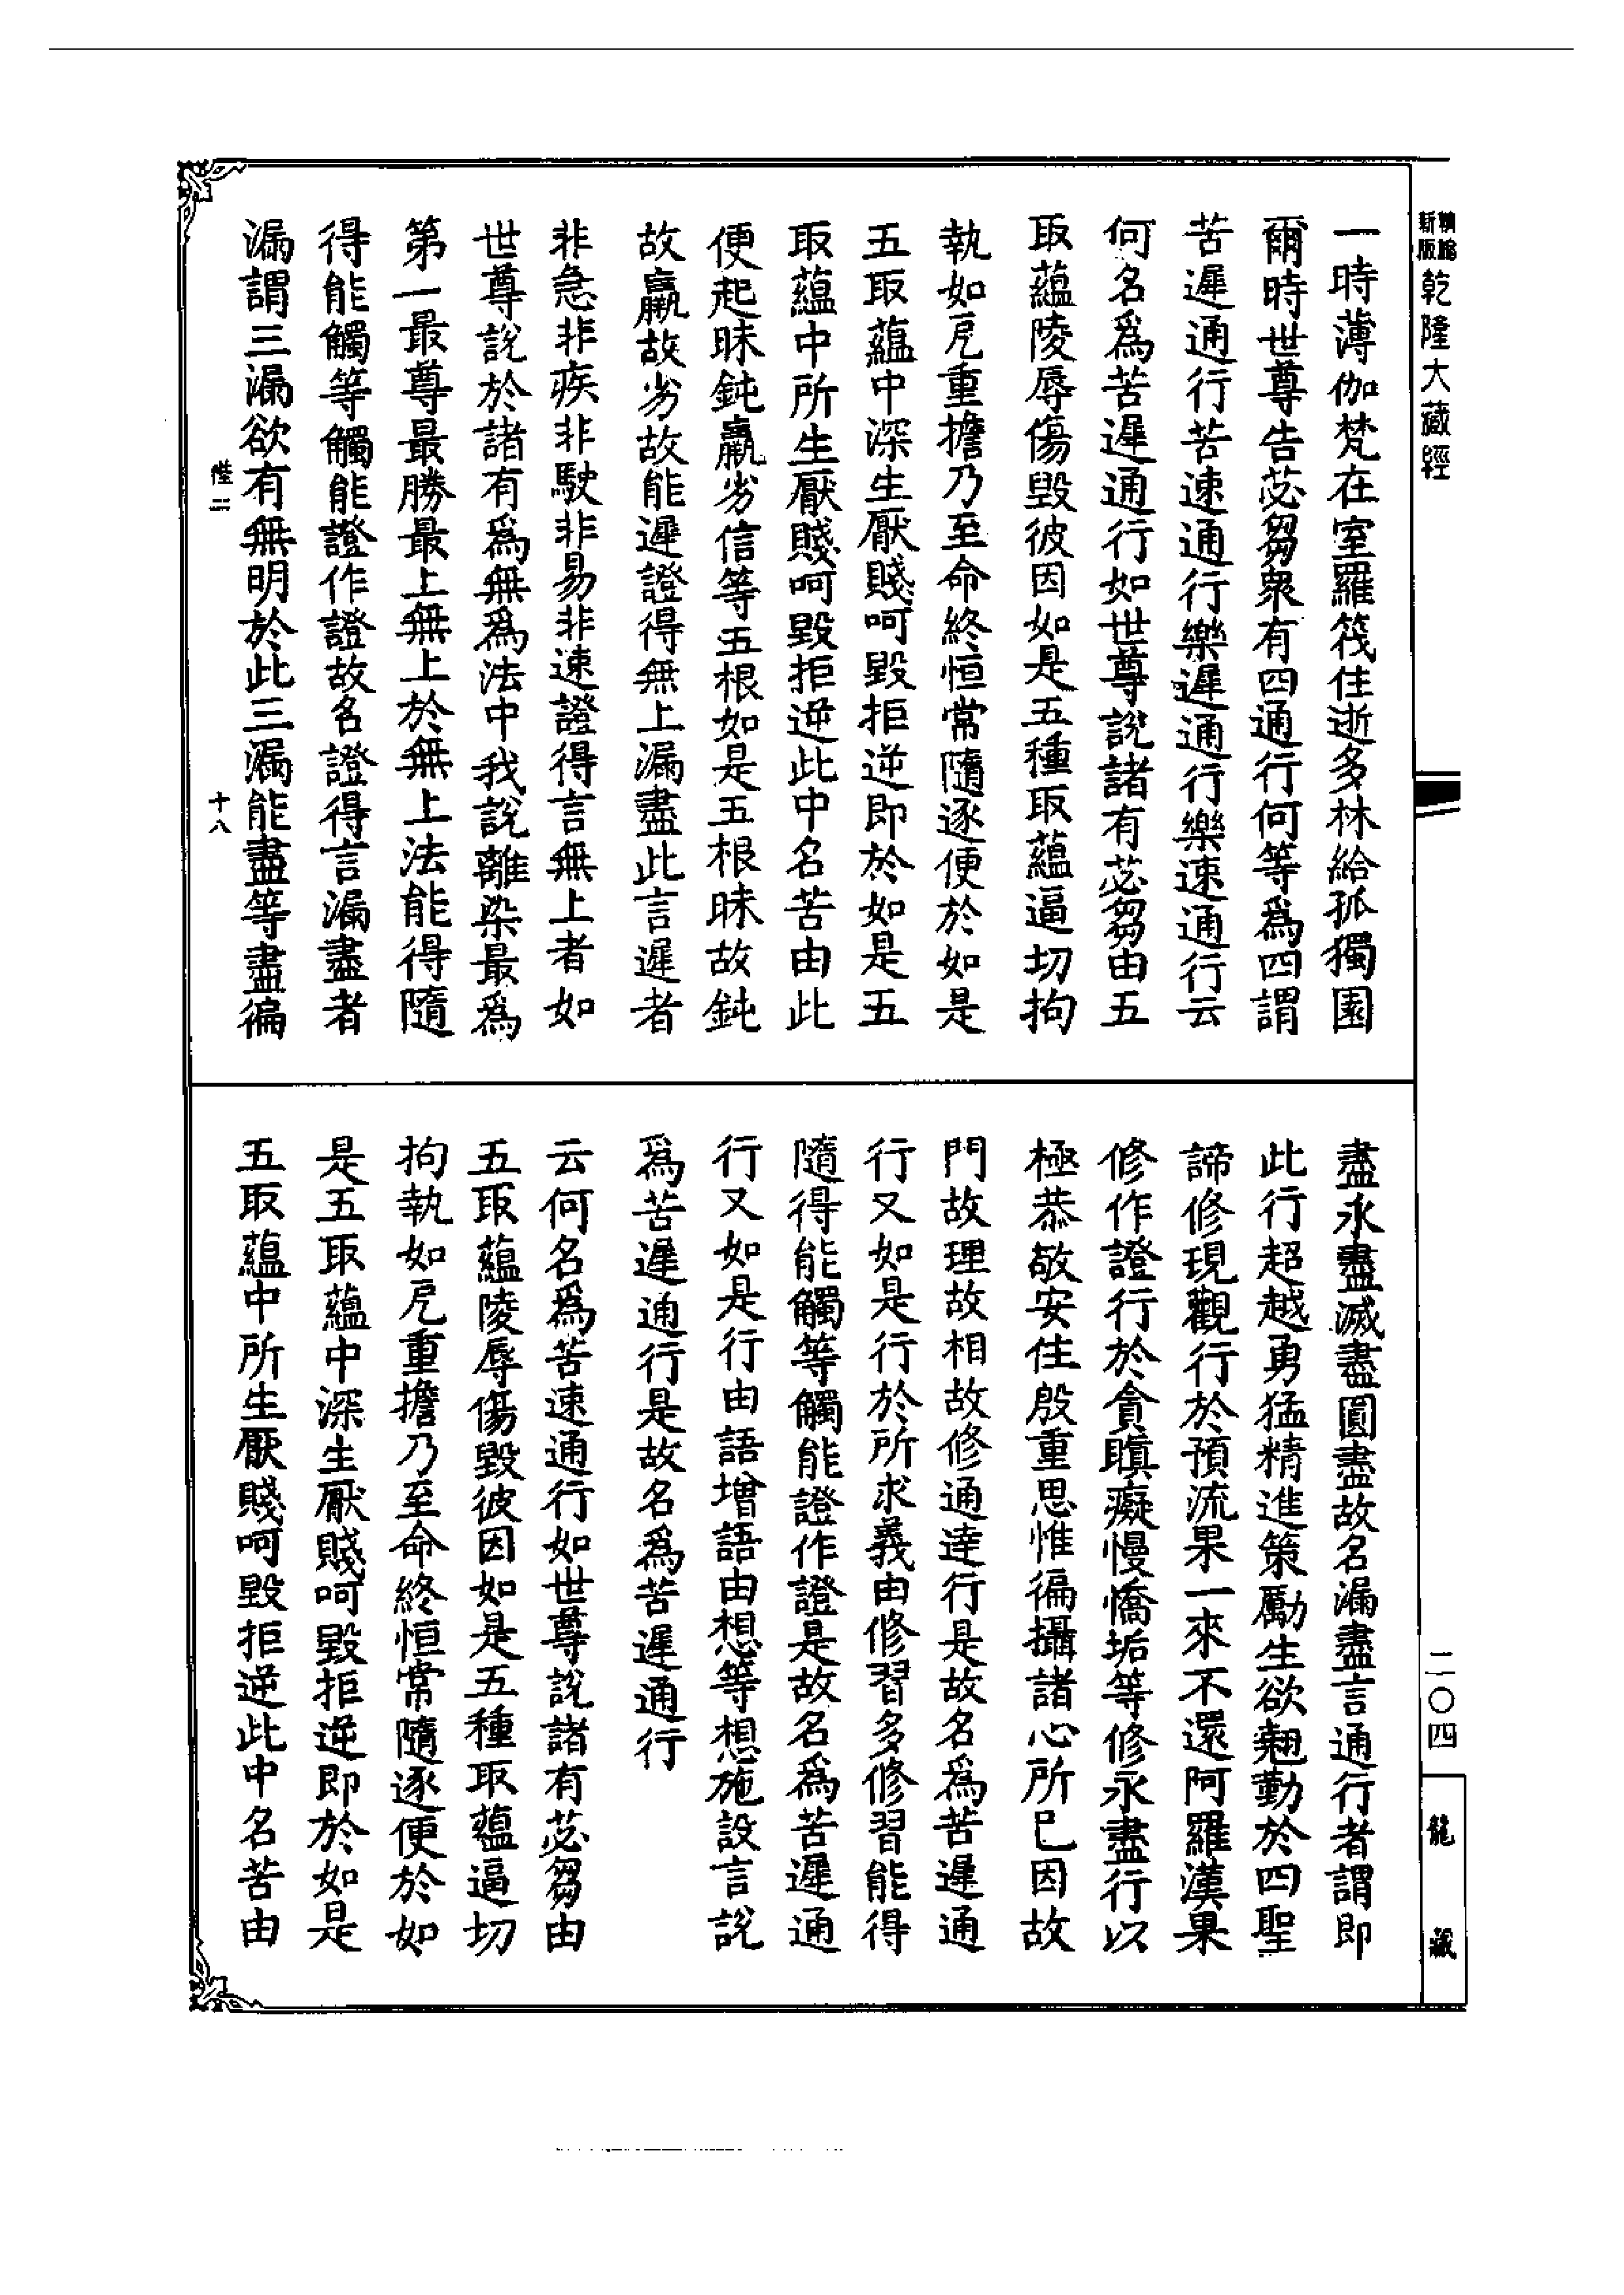 新版
乾隆大藏經
一時薄伽梵在室羅筏住逝多林給孤獨園
爾時世尊告苾芻衆有四通行何等爲四謂
苦遲通行苦速通行樂遲通行樂速通行云
何名爲苦遲通行如世尊說諸有苾芻由五
取蘊陵辱傷毀彼因如是五種取蘊逼切拘
執如戹重擔乃至命終恒常隨逐便於如是
五取蘊中深生厭賤呵毀拒逆即於如是五
取蘊中所生厭賤呵毀拒逆此中名苦由此
便起昧鈍羸劣信等五根如是五根昧故鈍
故羸故劣故能遲證得無上漏盡此言遲者
非急非疾非駛非易非速證得言無上者如
世尊說於諸有爲無爲法中我說離染最爲
第一最尊最勝最上無上於無上法能得隨
得能觸等觸能證作證故名證得言漏盡者
漏謂三漏欲有無明於此三漏能盡等盡徧
十八
盡永盡滅盡圓盡故名漏盡言通行者謂即
此行超越勇猛精進策勵生欲翹勤於四聖
諦修現觀行於預流果一來不還阿羅漢果
修作證行於貪瞋癡慢憍垢等修永盡行以
極恭敬安住殷重思惟徧攝諸心所已因故
門故理故相故修通達行是故名爲苦遲通
行又如是行於所求義由修習多修習能得
隨得能觸等觸能證作證是故名爲苦遲通
行又如是行由語增語由想等想施設言說
爲苦遲通行是故名爲苦遲通行
云何名爲苦速通行如世尊說諸有苾芻由
五取蘊陵辱傷毀彼因如是五種取蘊逼切
拘執如戹重擔乃至命終恒常隨逐便於如
是五取蘊中深生厭賤呵毀拒逆即於如是
五取蘊中所生厭賤呵毀拒逆此中名苦由
二〇四
龍藏